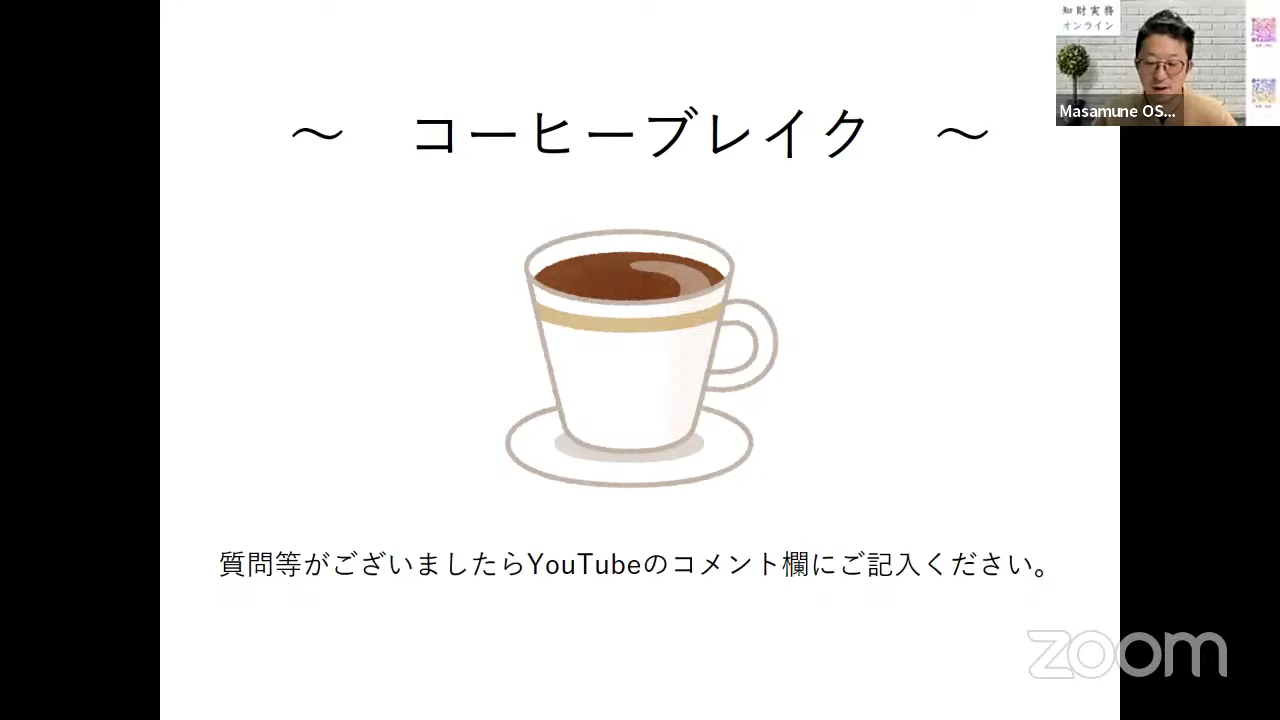 知財実務
オンライン
Masamune OS...
～　コーヒーブレイク　～
質問等がございましたらYouTubeのコメント欄にご記入ください。
zoom